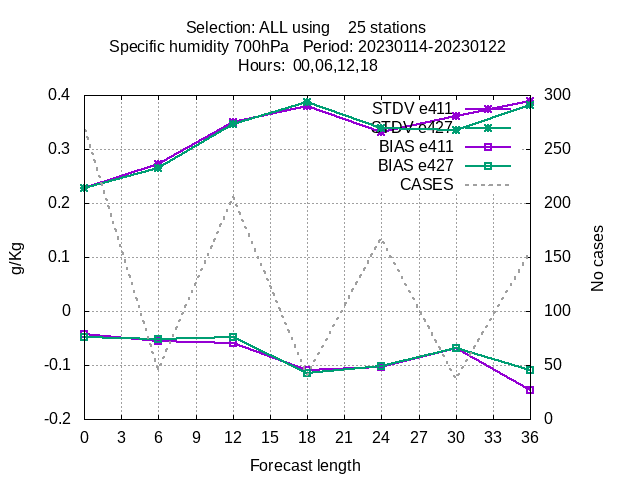 Selection: ALL using 25 stations
Specific humidity 700hPa Period: 20230114-20230122
Hours: 00,06,12,18
STDV e411
STDV e427
BIAS e411
BIAS e427
CASES
0.4
0.3
0.2
0.1
0
-0.1
-0.2
g/Kg
300
250
200
150
100
50
0
No cases
0 3 6 9 12 15 18 21 24 27 30 33 36
Forecast length